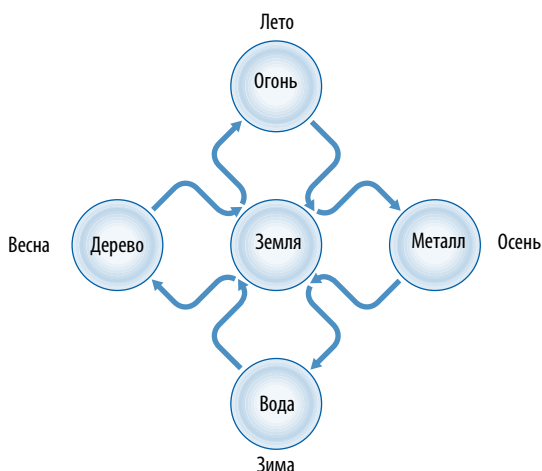 Лето
Огонь
Весна
Дерево
Земля
Металл
Осень
Вода
Зима